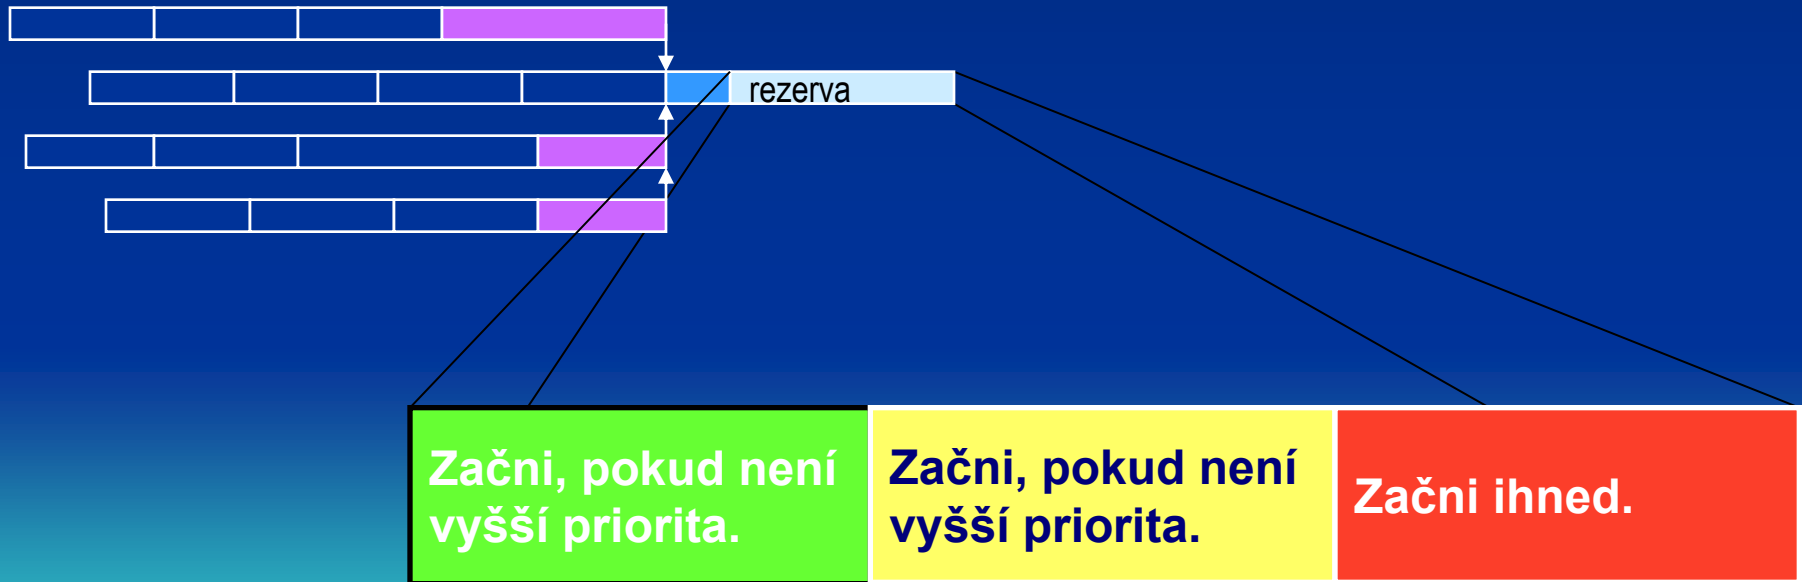 rezerva
Začni, pokud není
vyšší priorita.
Začni, pokud není
vyšší priorita.
Začni ihned.